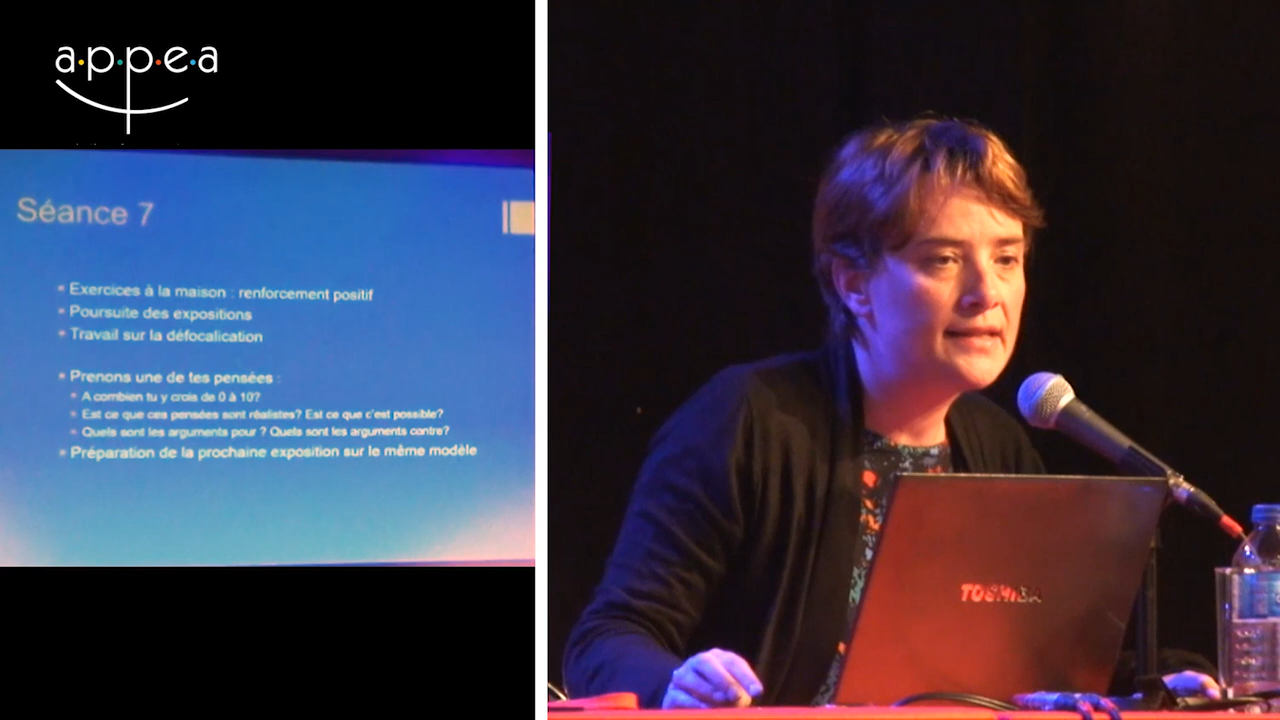 a·p·p·e·a
Séance 7
Exercices à la maison : renforcement positif
Poursuite des expositions
Travail sur la défocalication
Prenons une de tes pensées :
A combien tu y crois de 0 à 10?
Est ce que ces pensées sont réalistes? Est ce que c'est possible?
Quels sont les arguments pour ? Quels sont les arguments contre?
Préparation de la prochaine exposition sur le même modèle
TOSHIBA